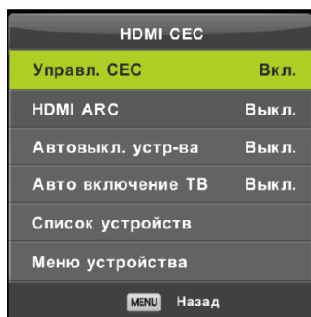 HDMI CEC
Управл. CEC Вкл.
HDMI ARC Выкл.
Автовыкл. устр-ва Выкл.
Авто включение ТВ Выкл.
Список устройств
Меню устройства
MENU Назад